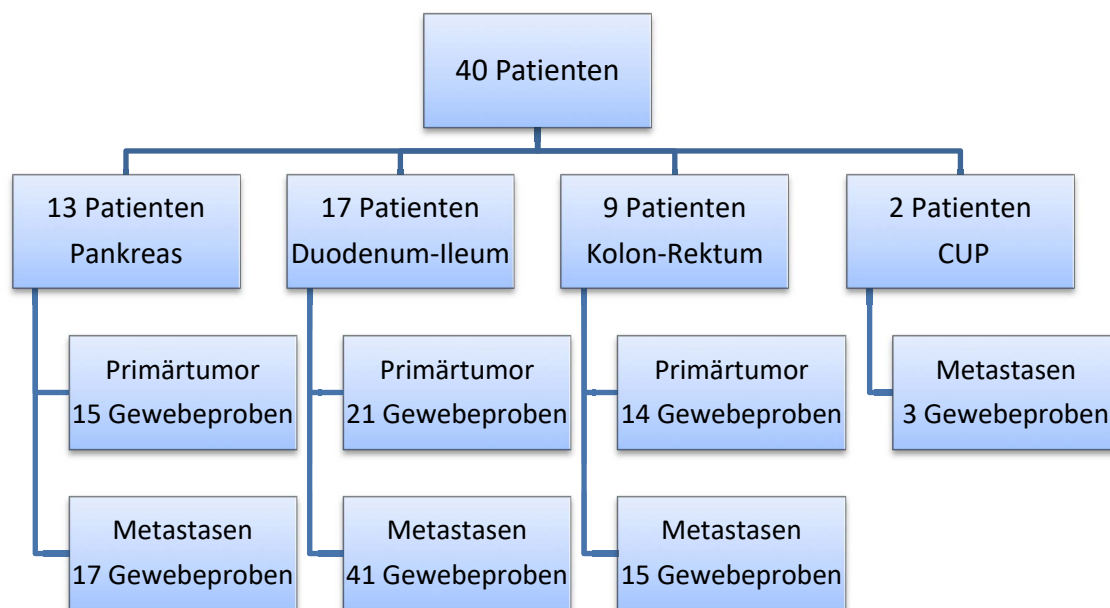 40 Patienten
13 Patienten
Pankreas
17 Patienten
Duodenum-Ileum
9 Patienten
Kolon-Rektum
2 Patienten
CUP
Primärtumor
15 Gewebeproben
Primärtumor
21 Gewebeproben
Primärtumor
14 Gewebeproben
Metastasen
3 Gewebeproben
Metastasen
17 Gewebeproben
Metastasen
41 Gewebeproben
Metastasen
15 Gewebeproben